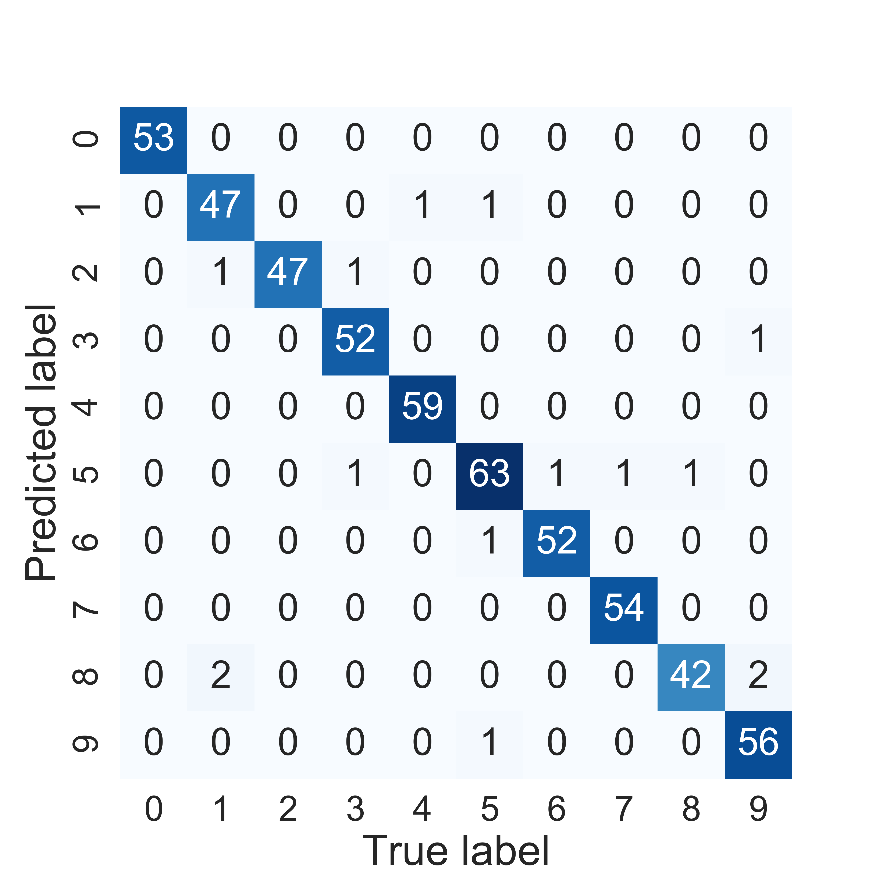 0 53 0 0 0 0 0 0 0 0 0
1 0 47 0 0 1 1 0 0 0 0
2 0 1 47 1 0 0 0 0 0 0
3 0 0 0 52 0 0 0 0 0 1
4 0 0 0 0 59 0 0 0 0 0
5 0 0 0 1 0 63 1 1 1 0
6 0 0 0 0 0 1 52 0 0 0
7 0 0 0 0 0 0 0 54 0 0
8 0 2 0 0 0 0 0 0 42 2
9 0 0 0 0 0 1 0 0 0 56
0 1 2 3 4 5 6 7 8 9
True label
Predicted label